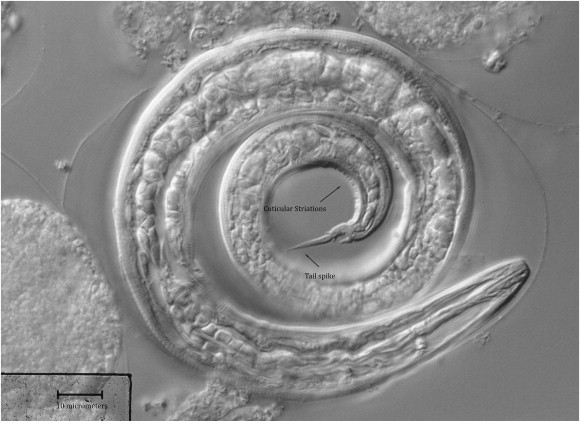 Cuticular Striations
Tail spike
10 micrometers